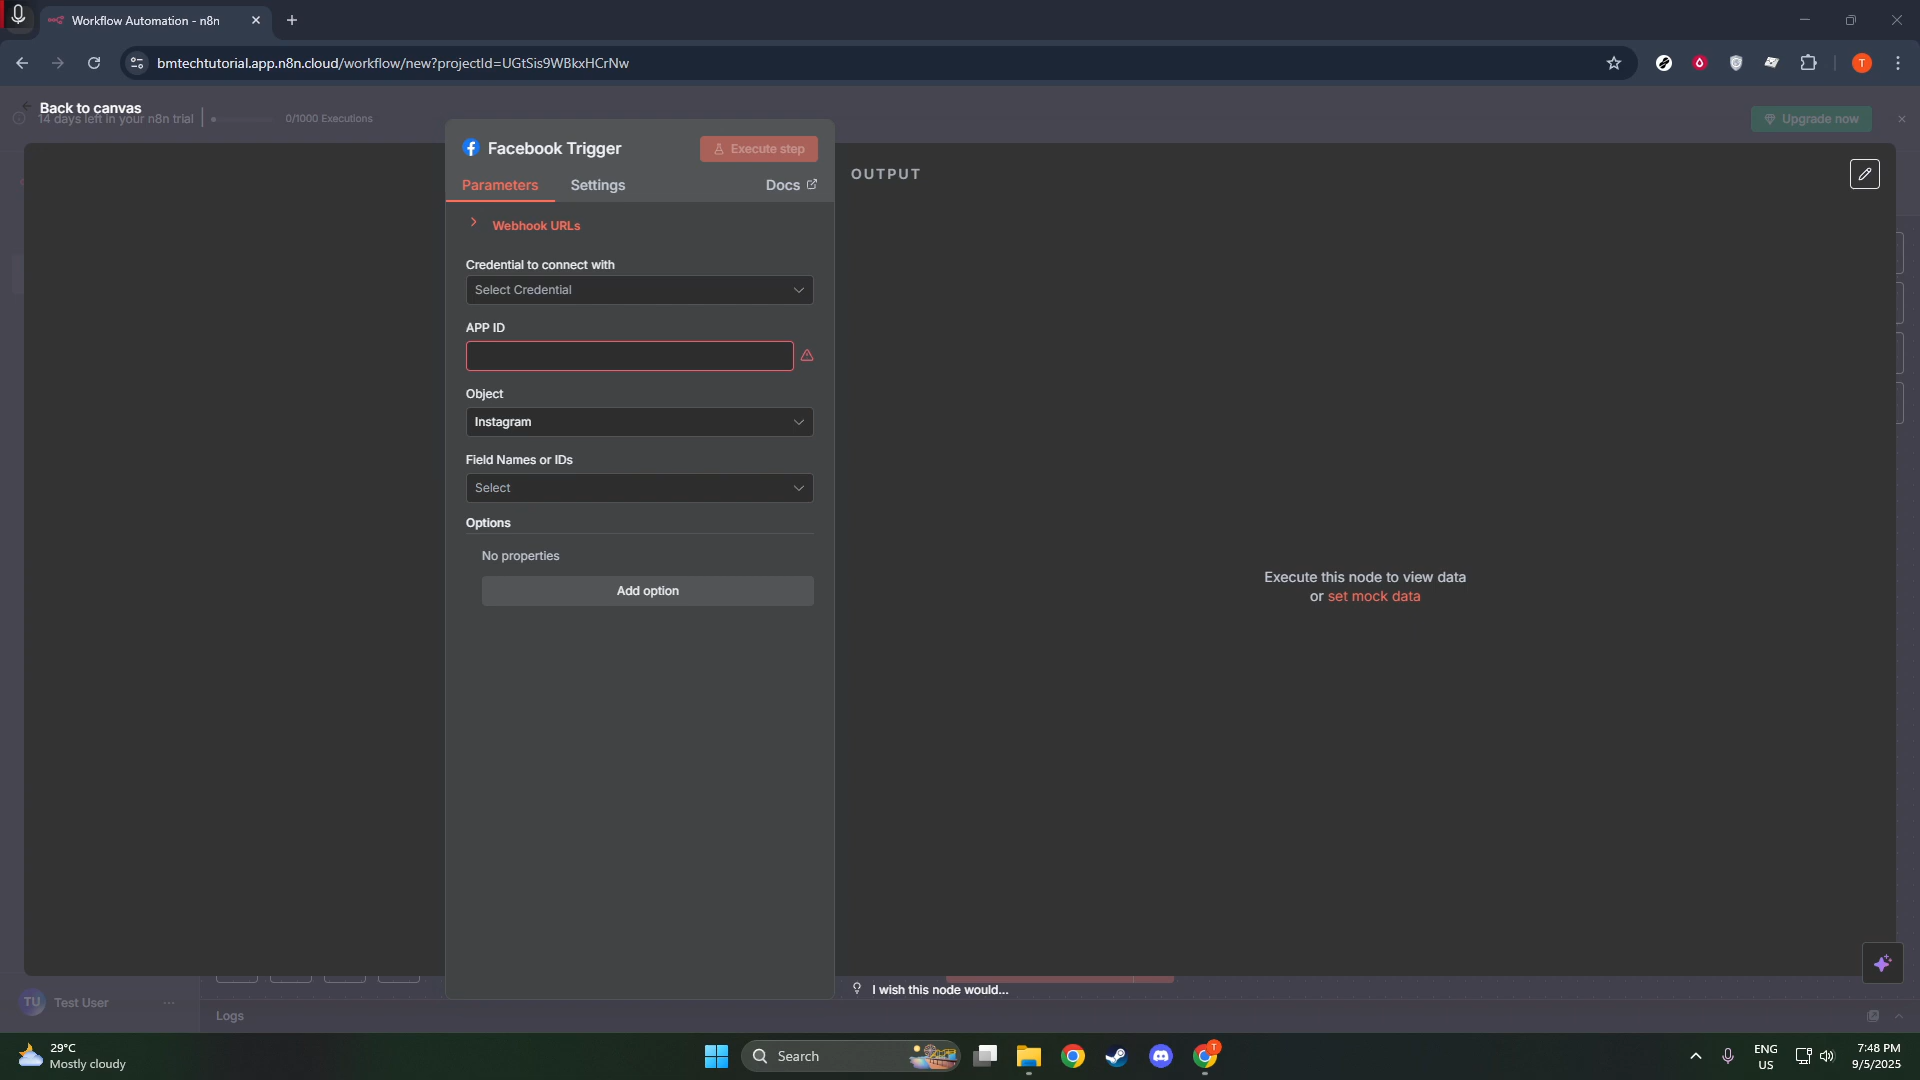 Workflow Automation - n8n
bmtechtutorial.app.n8n.cloud/workflow/new?projectId=UGtSis9WBkxHCrNw
T
Back to canvas
14 days left in your n8n trial
0/1000 Executions
Upgrade now
Facebook Trigger
Execute step
Parameters
Settings
Docs
OUTPUT
Webhook URLs
Credential to connect with
Select Credential
APP ID
Object
Instagram
Field Names or IDs
Select
Options
No properties
Add option
Execute this node to view data
or set mock data
I wish this node would...
TU
Test User
Logs
29°C
Mostly cloudy
Search
T
ENG
US
7:48 PM
9/5/2025